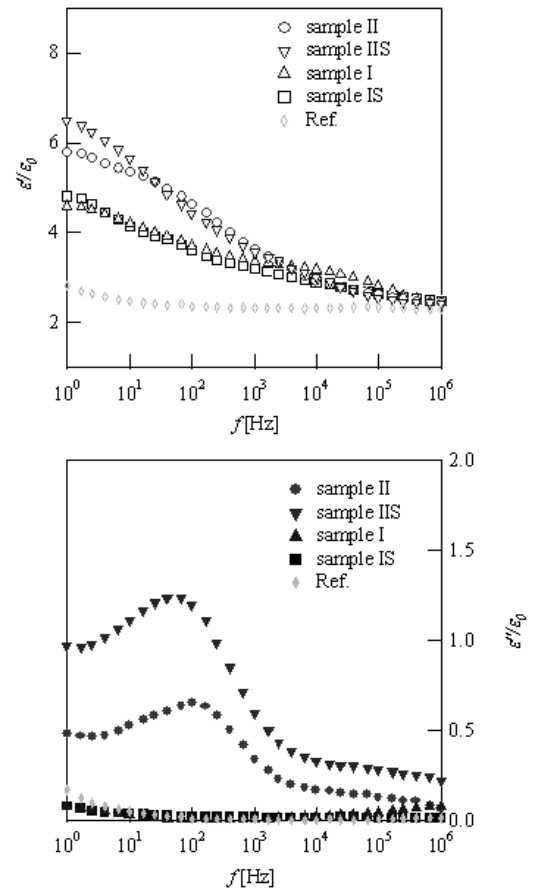 8
6
4
2
ε'/ε0
sample II
sample IIS
sample I
sample IS
Ref.
10^0 10^1 10^2 10^3 10^4 10^5 10^6
f[Hz]
sample II
sample IIS
sample I
sample IS
Ref.
2.0
1.5
1.0
0.5
0.0
ε''/ε0
10^0 10^1 10^2 10^3 10^4 10^5 10^6
f[Hz]